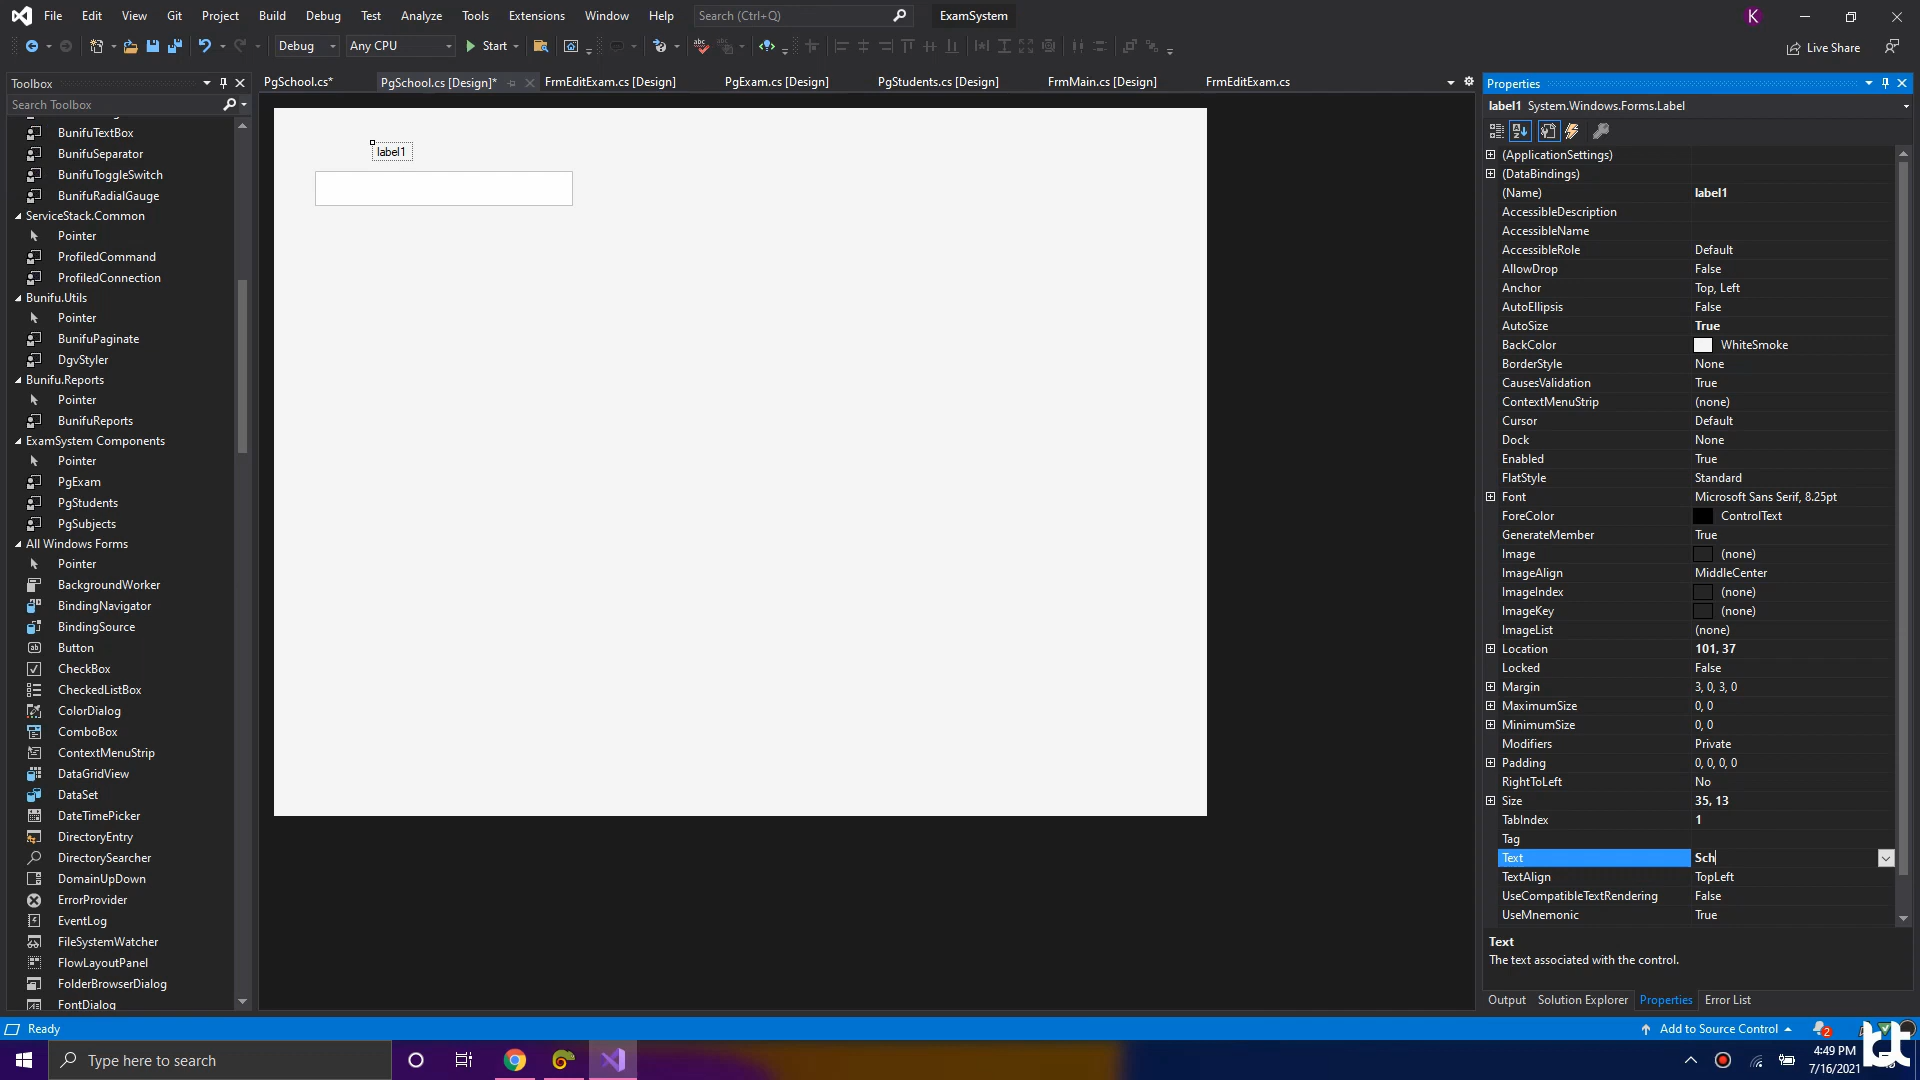 File Edit View Git Project Build Debug Test Analyze Tools Extensions Window Help Search (Ctrl+Q) ExamSystem K
Debug Any CPU Start Live Share
Toolbox
Search Toolbox
BunifuTextBox
BunifuSeparator
BunifuToggleSwitch
BunifuRadialGauge
ServiceStack.Common
Pointer
ProfiledCommand
ProfiledConnection
Bunifu.Utils
Pointer
BunifuPaginate
DgvStyler
Bunifu.Reports
Pointer
BunifuReports
ExamSystem Components
Pointer
PgExam
PgStudents
PgSubjects
All Windows Forms
Pointer
BackgroundWorker
BindingNavigator
BindingSource
Button
CheckBox
CheckedListBox
ColorDialog
ComboBox
ContextMenuStrip
DataGridView
DataSet
DateTimePicker
DirectoryEntry
DirectorySearcher
DomainUpDown
ErrorProvider
EventLog
FileSystemWatcher
FlowLayoutPanel
FolderBrowserDialog
FontDialog
PgSchool.cs* PgSchool.cs [Design]* FrmEditExam.cs [Design] PgExam.cs [Design] PgStudents.cs [Design] FrmMain.cs [Design] FrmEditExam.cs
label1
Properties
label1 System.Windows.Forms.Label
(ApplicationSettings)
(DataBindings)
(Name) label1
AccessibleDescription
AccessibleName
AccessibleRole Default
AllowDrop False
Anchor Top, Left
AutoEllipsis False
AutoSize True
BackColor WhiteSmoke
BorderStyle None
CausesValidation True
ContextMenuStrip (none)
Cursor Default
Dock None
Enabled True
FlatStyle Standard
Font Microsoft Sans Serif, 8.25pt
ForeColor ControlText
GenerateMember True
Image (none)
ImageAlign MiddleCenter
ImageIndex (none)
ImageKey (none)
ImageList (none)
Location 101, 37
Locked False
Margin 3, 0, 3, 0
MaximumSize 0, 0
MinimumSize 0, 0
Modifiers Private
Padding 0, 0, 0, 0
RightToLeft No
Size 35, 13
TabIndex 1
Tag
Text Sch
TextAlign TopLeft
UseCompatibleTextRendering False
UseMnemonic True
Text
The text associated with the control.
Output Solution Explorer Properties Error List
Ready Add to Source Control 2
Type here to search
4:49 PM
7/16/2021